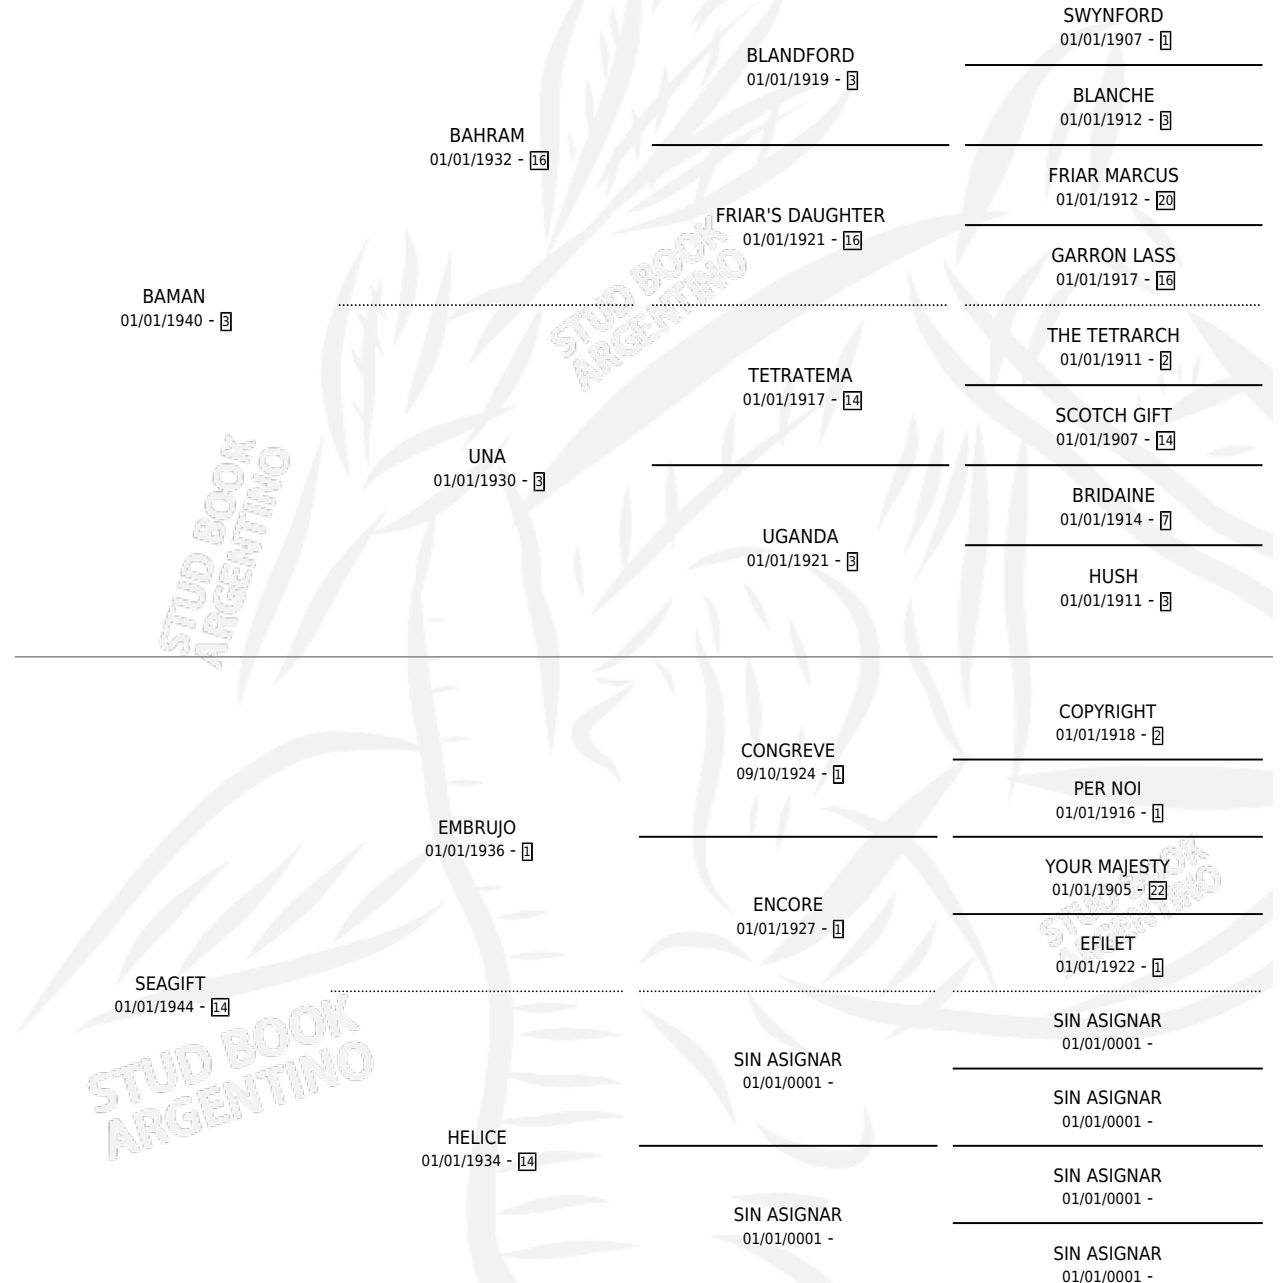 SWYNFORD
01/01/1907 - 1
BLANDFORD
01/01/1919 - 3
BLANCHE
01/01/1912 - 3
BAHRAM
01/01/1932 - 16
FRIAR MARCUS
01/01/1912 - 20
FRIAR'S DAUGHTER
01/01/1921 - 16
GARRON LASS
01/01/1917 - 16
BAMAN
01/01/1940 - 3
THE TETRARCH
01/01/1911 - 2
TETRATEMA
01/01/1917 - 14
SCOTCH GIFT
01/01/1907 - 14
UNA
01/01/1930 - 3
BRIDAINE
01/01/1914 - 7
UGANDA
01/01/1921 - 3
HUSH
01/01/1911 - 3
COPYRIGHT
01/01/1918 - 2
CONGREVE
09/10/1924 - 1
PER NOI
01/01/1916 - 1
EMBRUJO
01/01/1936 - 1
YOUR MAJESTY
01/01/1905 - 22
ENCORE
01/01/1927 - 1
EFILET
01/01/1922 - 1
SEAGIFT
01/01/1944 - 14
SIN ASIGNAR
01/01/0001 -
SIN ASIGNAR
01/01/0001 -
SIN ASIGNAR
01/01/0001 -
HELICE
01/01/1934 - 14
SIN ASIGNAR
01/01/0001 -
SIN ASIGNAR
01/01/0001 -
SIN ASIGNAR
01/01/0001 -
STUD BOOK
ARGENTINO
STUD BOOK
ARGENTINO
STUD BOOK
ARGENTINO
STUD BOOK
ARGENTINO